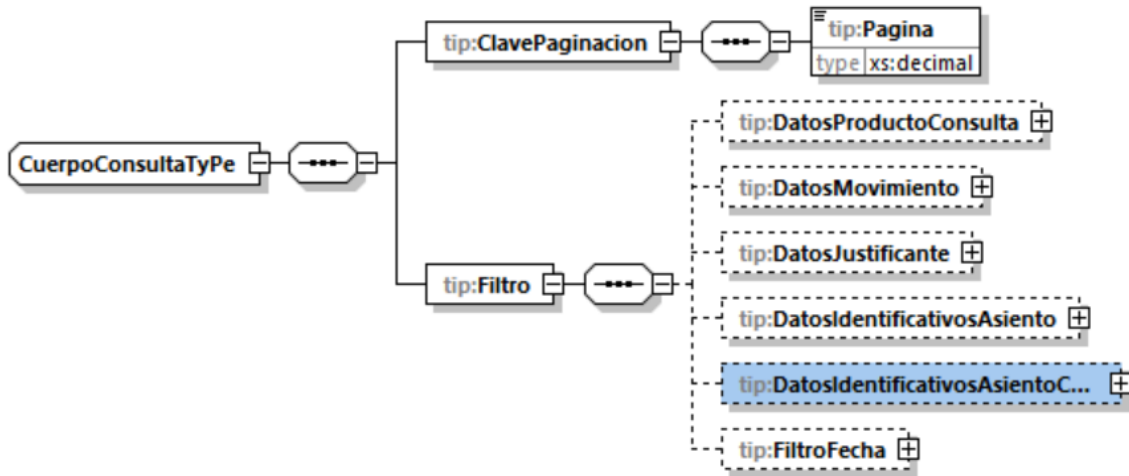 tip:ClavePaginacion
tip:Pagina
type xs:decimal
CuerpoConsultaTyPe
tip:DatosProductoConsulta
tip:DatosMovimiento
tip:DatosJustificante
tip:Filtro
tip:DatosIdentificativosAsiento
tip:DatosIdentificativosAsientoC...
tip:FiltroFecha